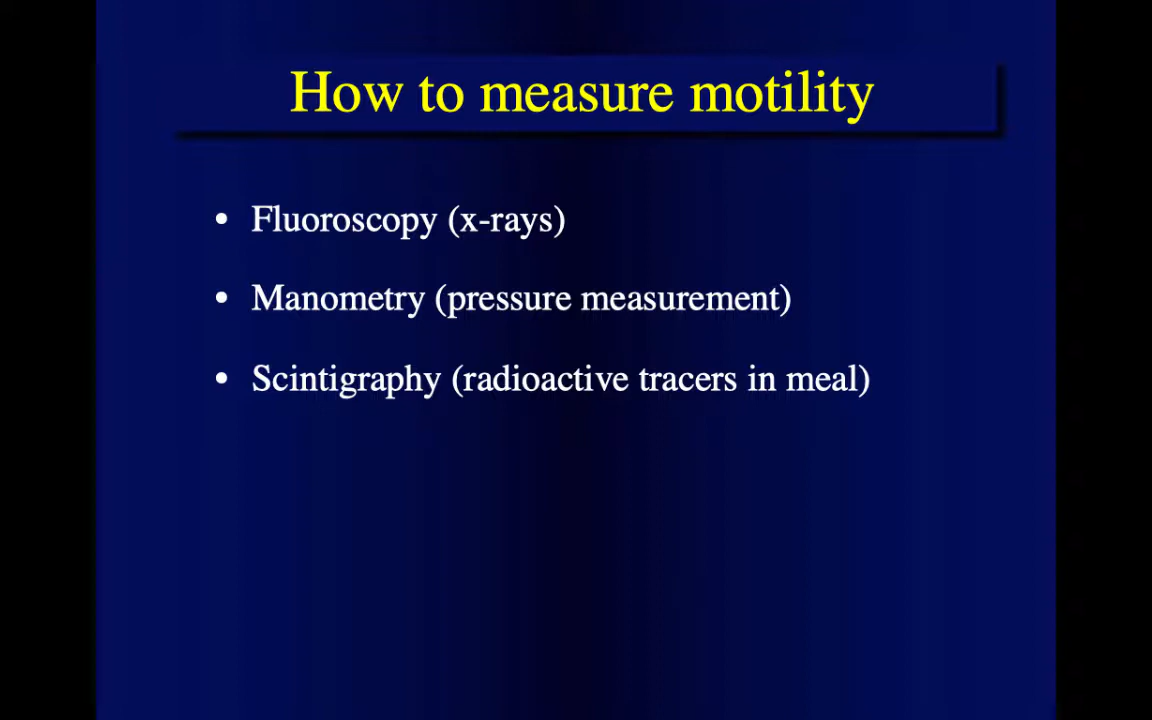 How to measure motility
• Fluoroscopy (x-rays)
• Manometry (pressure measurement)
• Scintigraphy (radioactive tracers in meal)